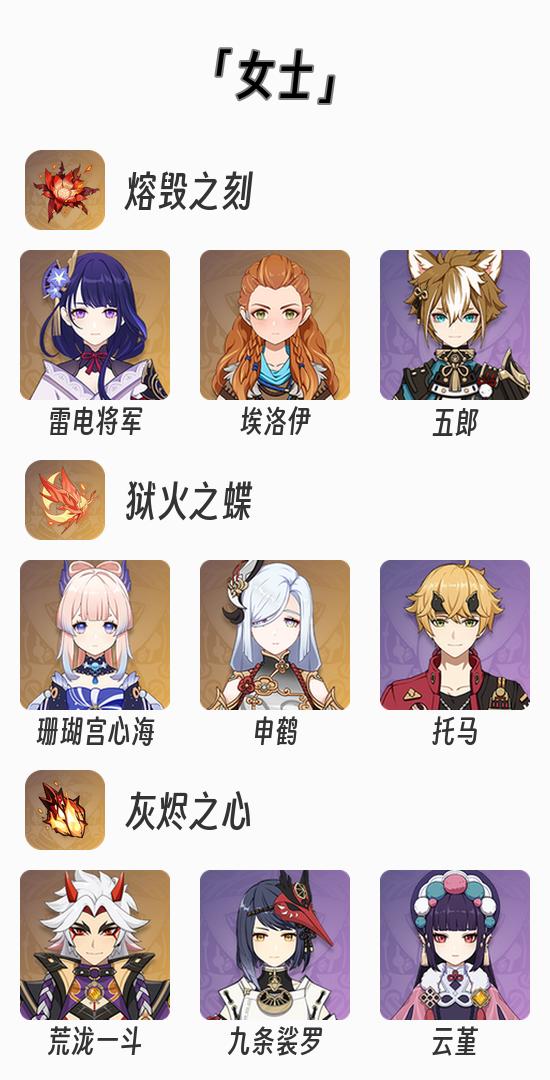 「女士」
熔毁之刻
雷电将军 埃洛伊 五郎
狱火之蝶
珊瑚宫心海 申鹤 托马
灰烬之心
荒泷一斗 九条裟罗 云堇